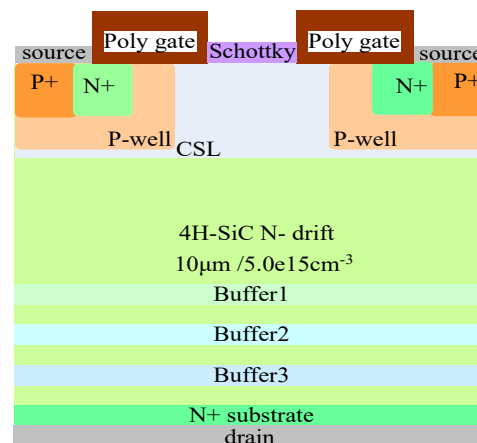 Poly gate
Poly gate
source
Schottky
source
P+
N+
N+
P+
P-well
P-well
CSL
4H-SiC N- drift
10μm /5.0e15cm⁻³
Buffer1
Buffer2
Buffer3
N+ substrate
drain